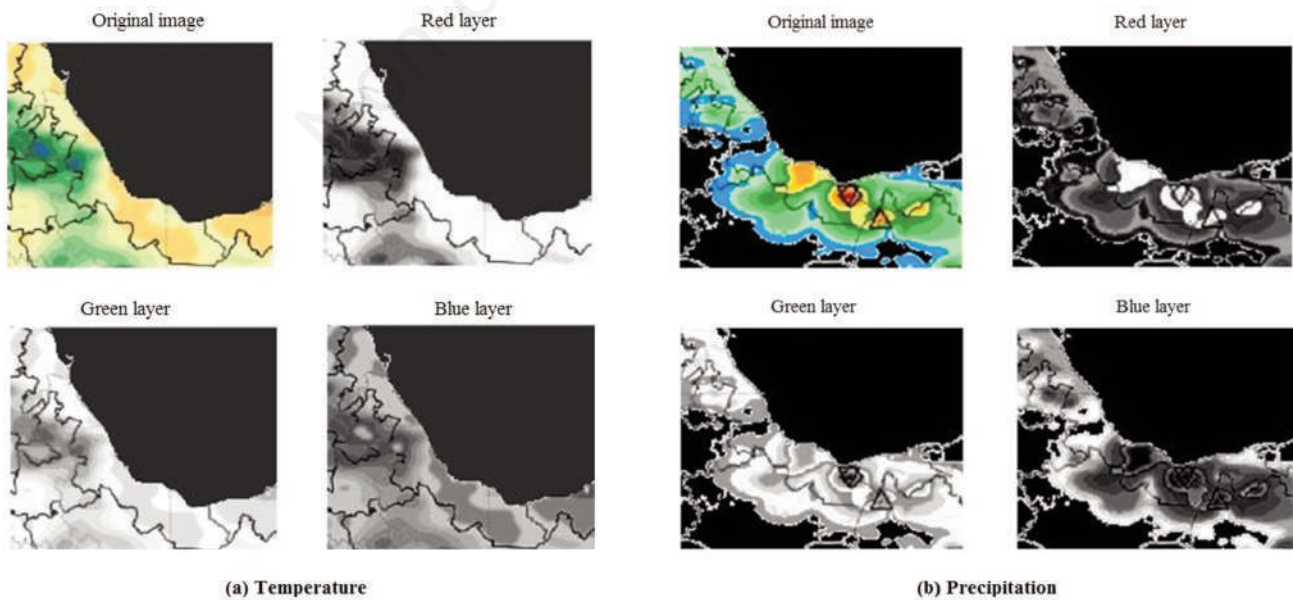 Original image
Red layer
Original image
Red layer
Green layer
Blue layer
Green layer
Blue layer
(a) Temperature
(b) Precipitation